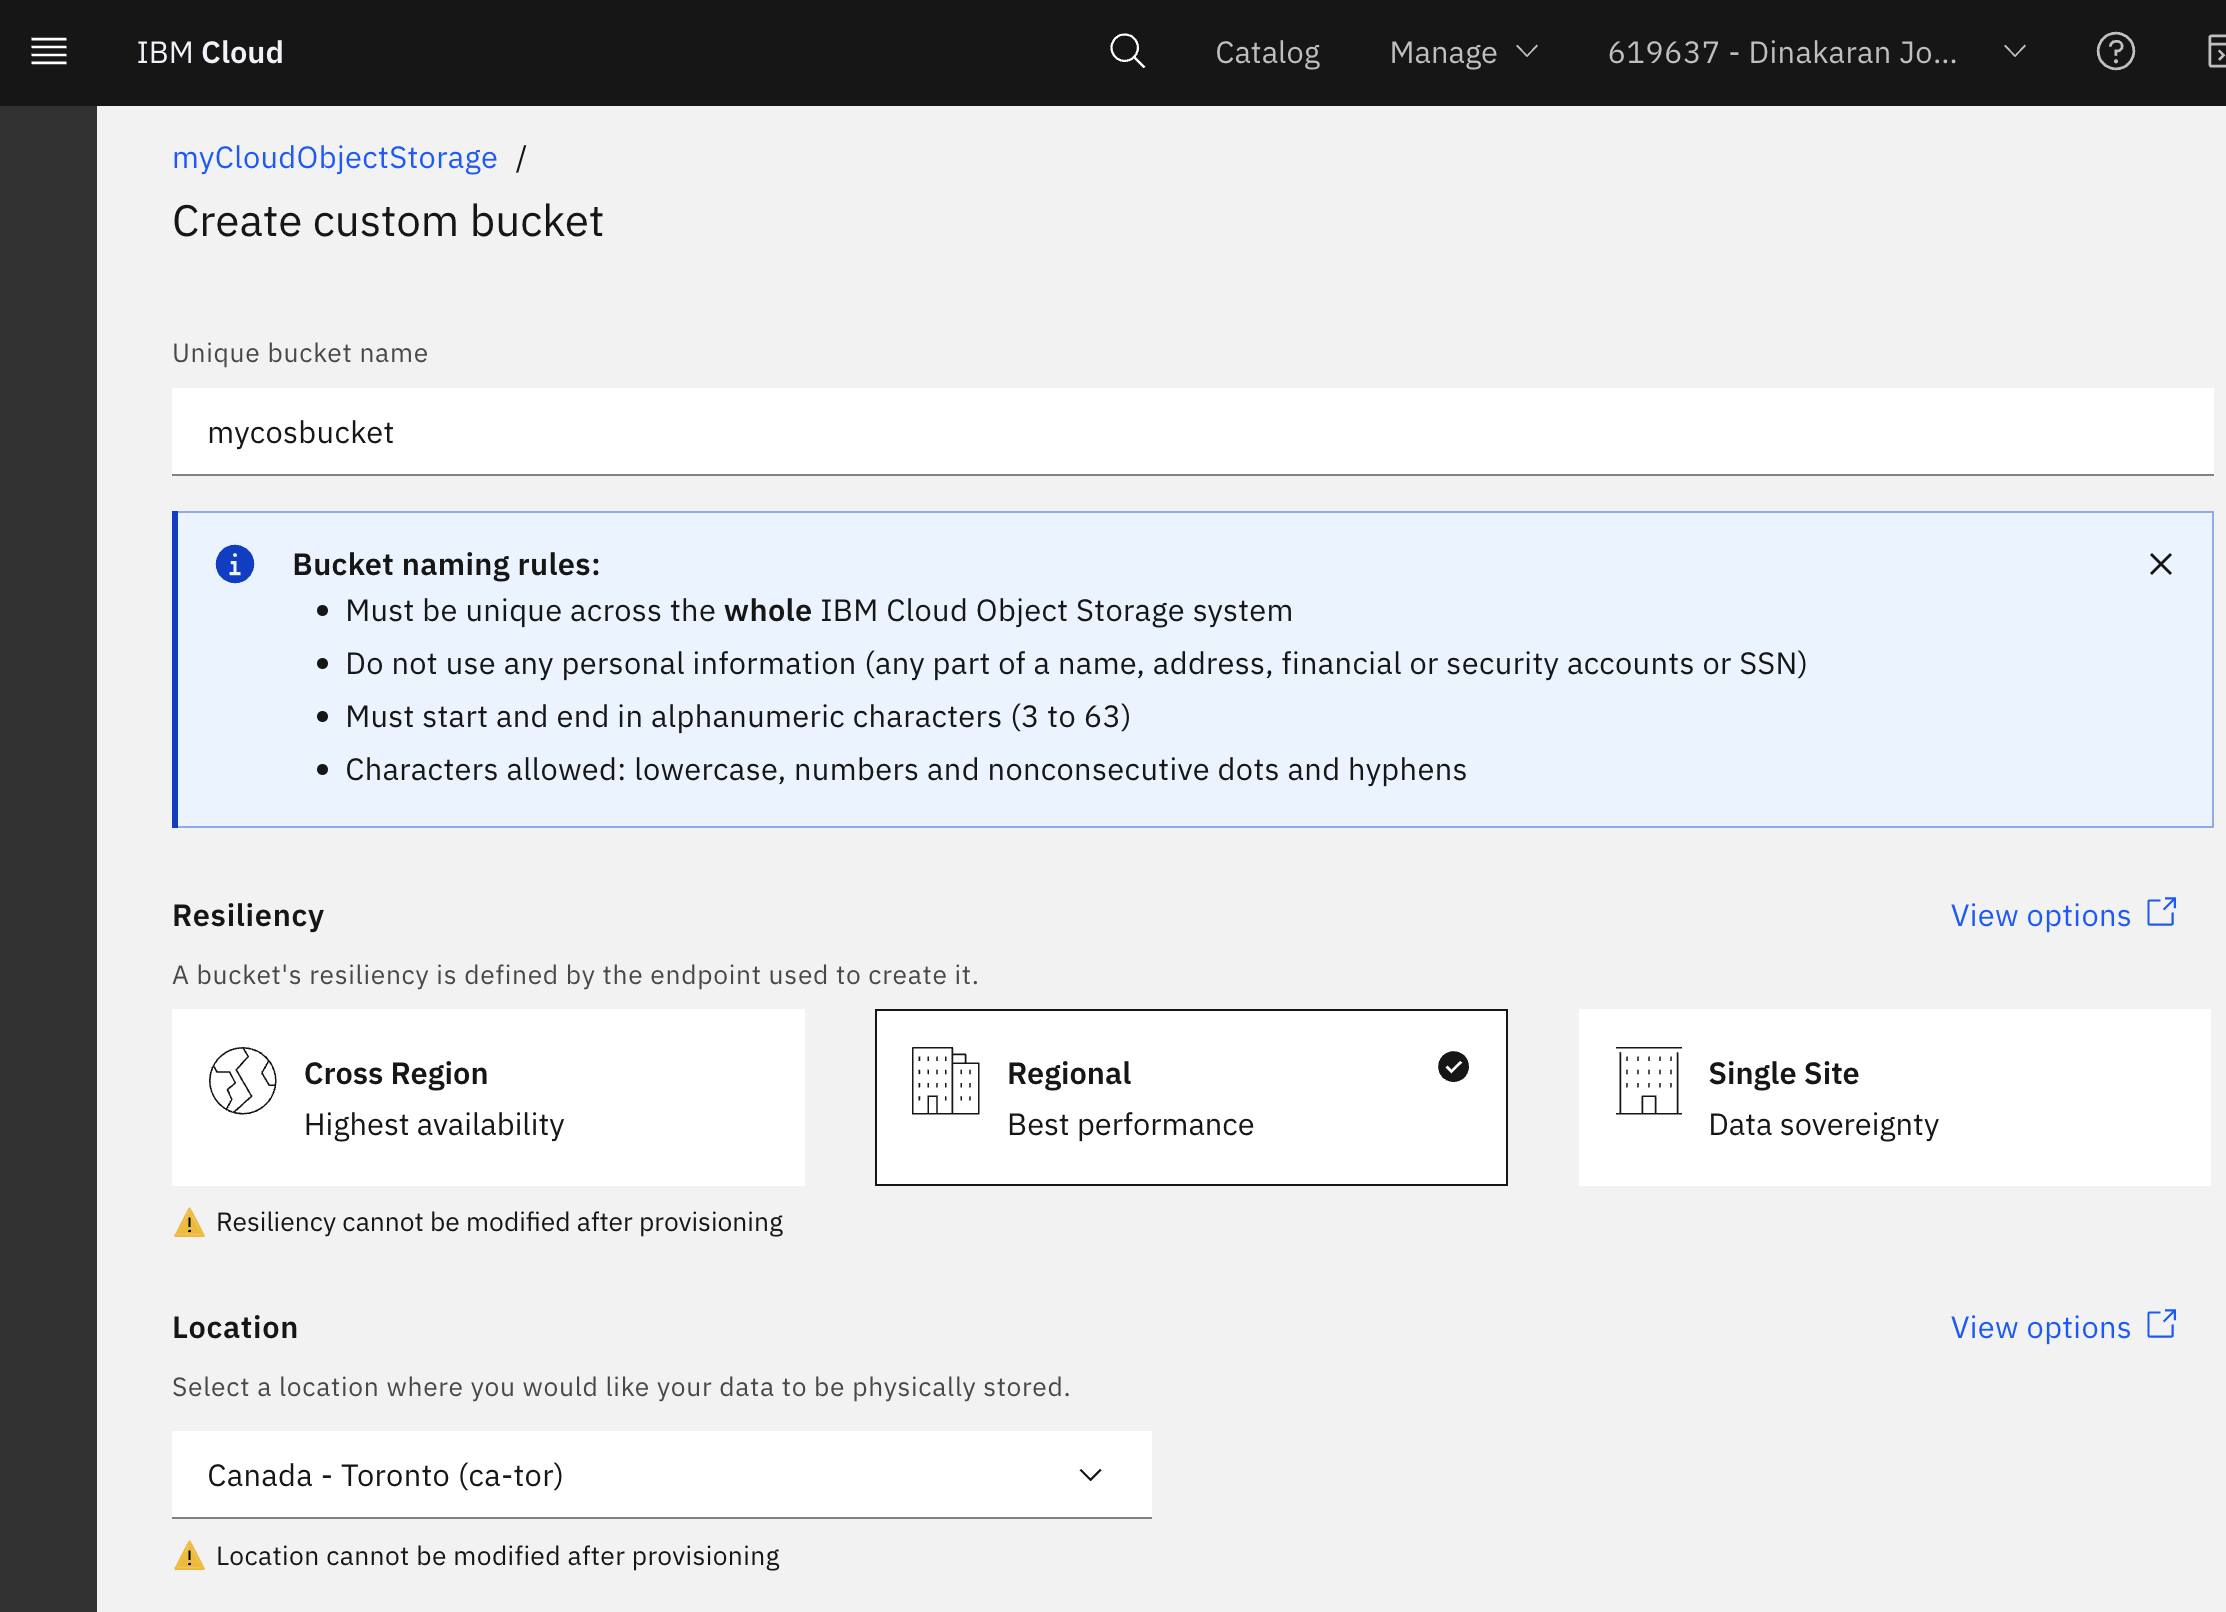 IBM Cloud
Catalog
Manage
619637 - Dinakaran Jo...
myCloudObjectStorage /
Create custom bucket
Unique bucket name
mycosbucket
Bucket naming rules:
• Must be unique across the whole IBM Cloud Object Storage system
• Do not use any personal information (any part of a name, address, financial or security accounts or SSN)
• Must start and end in alphanumeric characters (3 to 63)
• Characters allowed: lowercase, numbers and nonconsecutive dots and hyphens
Resiliency
View options
A bucket's resiliency is defined by the endpoint used to create it.
Cross Region
Highest availability
Regional
Best performance
Single Site
Data sovereignty
Resiliency cannot be modified after provisioning
Location
View options
Select a location where you would like your data to be physically stored.
Canada - Toronto (ca-tor)
Location cannot be modified after provisioning